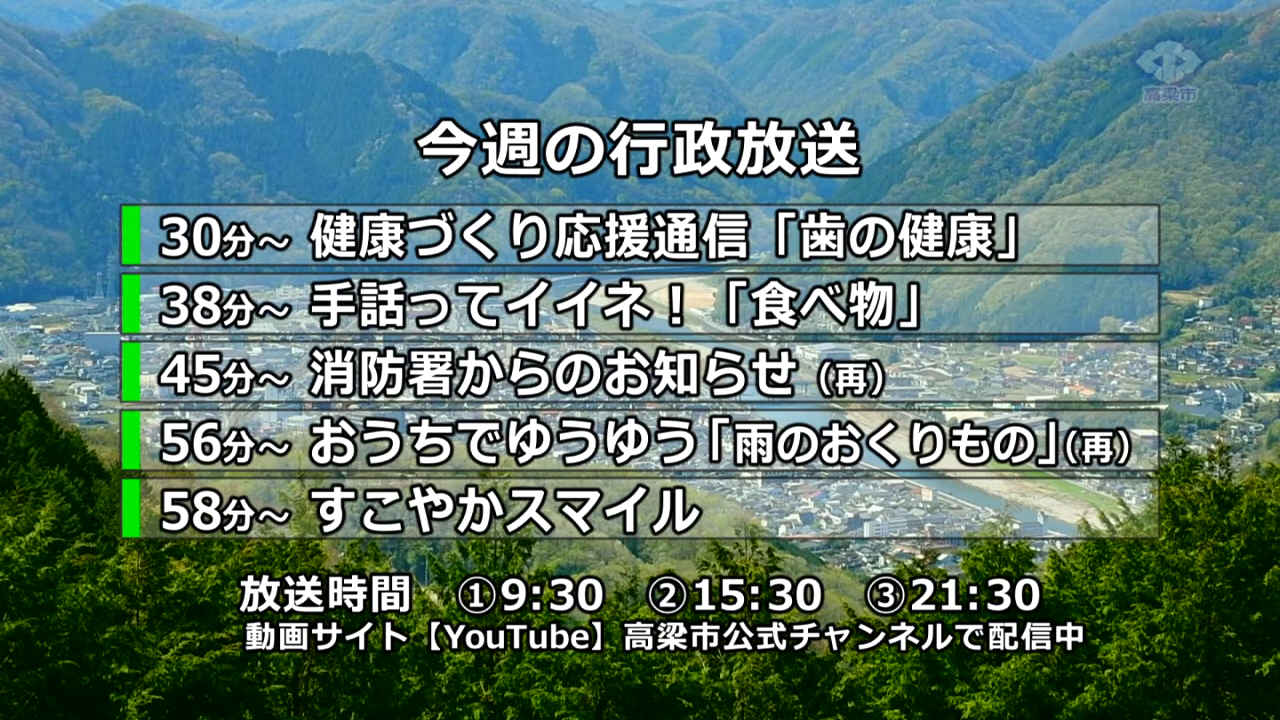 高梁市
今週の行政放送
30分～ 健康づくり応援通信「歯の健康」
38分～ 手話ってイイネ！「食べ物」
45分～ 消防署からのお知らせ（再）
56分～ おうちでゆうゆう「雨のおくりもの」（再）
58分～ すこやかスマイル
放送時間 ①9:30 ②15:30 ③21:30
動画サイト【YouTube】高梁市公式チャンネルで配信中